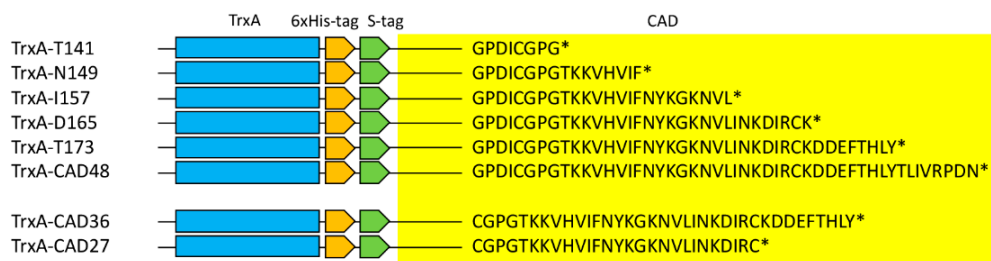 TrxA 6xHis-tag S-tag CAD
TrxA-T141 GPDICGPG*
TrxA-N149 GPDICGPGTKKVHVIF*
TrxA-I157 GPDICGPGTKKVHVIFNYKGKNVL*
TrxA-D165 GPDICGPGTKKVHVIFNYKGKNVLINKDIRCK*
TrxA-T173 GPDICGPGTKKVHVIFNYKGKNVLINKDIRCKDDEFTHLY*
TrxA-CAD48 GPDICGPGTKKVHVIFNYKGKNVLINKDIRCKDDEFTHLYTLIVRPDN*
TrxA-CAD36 CGPGTKKVHVIFNYKGKNVLINKDIRCKDDEFTHLY*
TrxA-CAD27 CGPGTKKVHVIFNYKGKNVLINKDIRC*